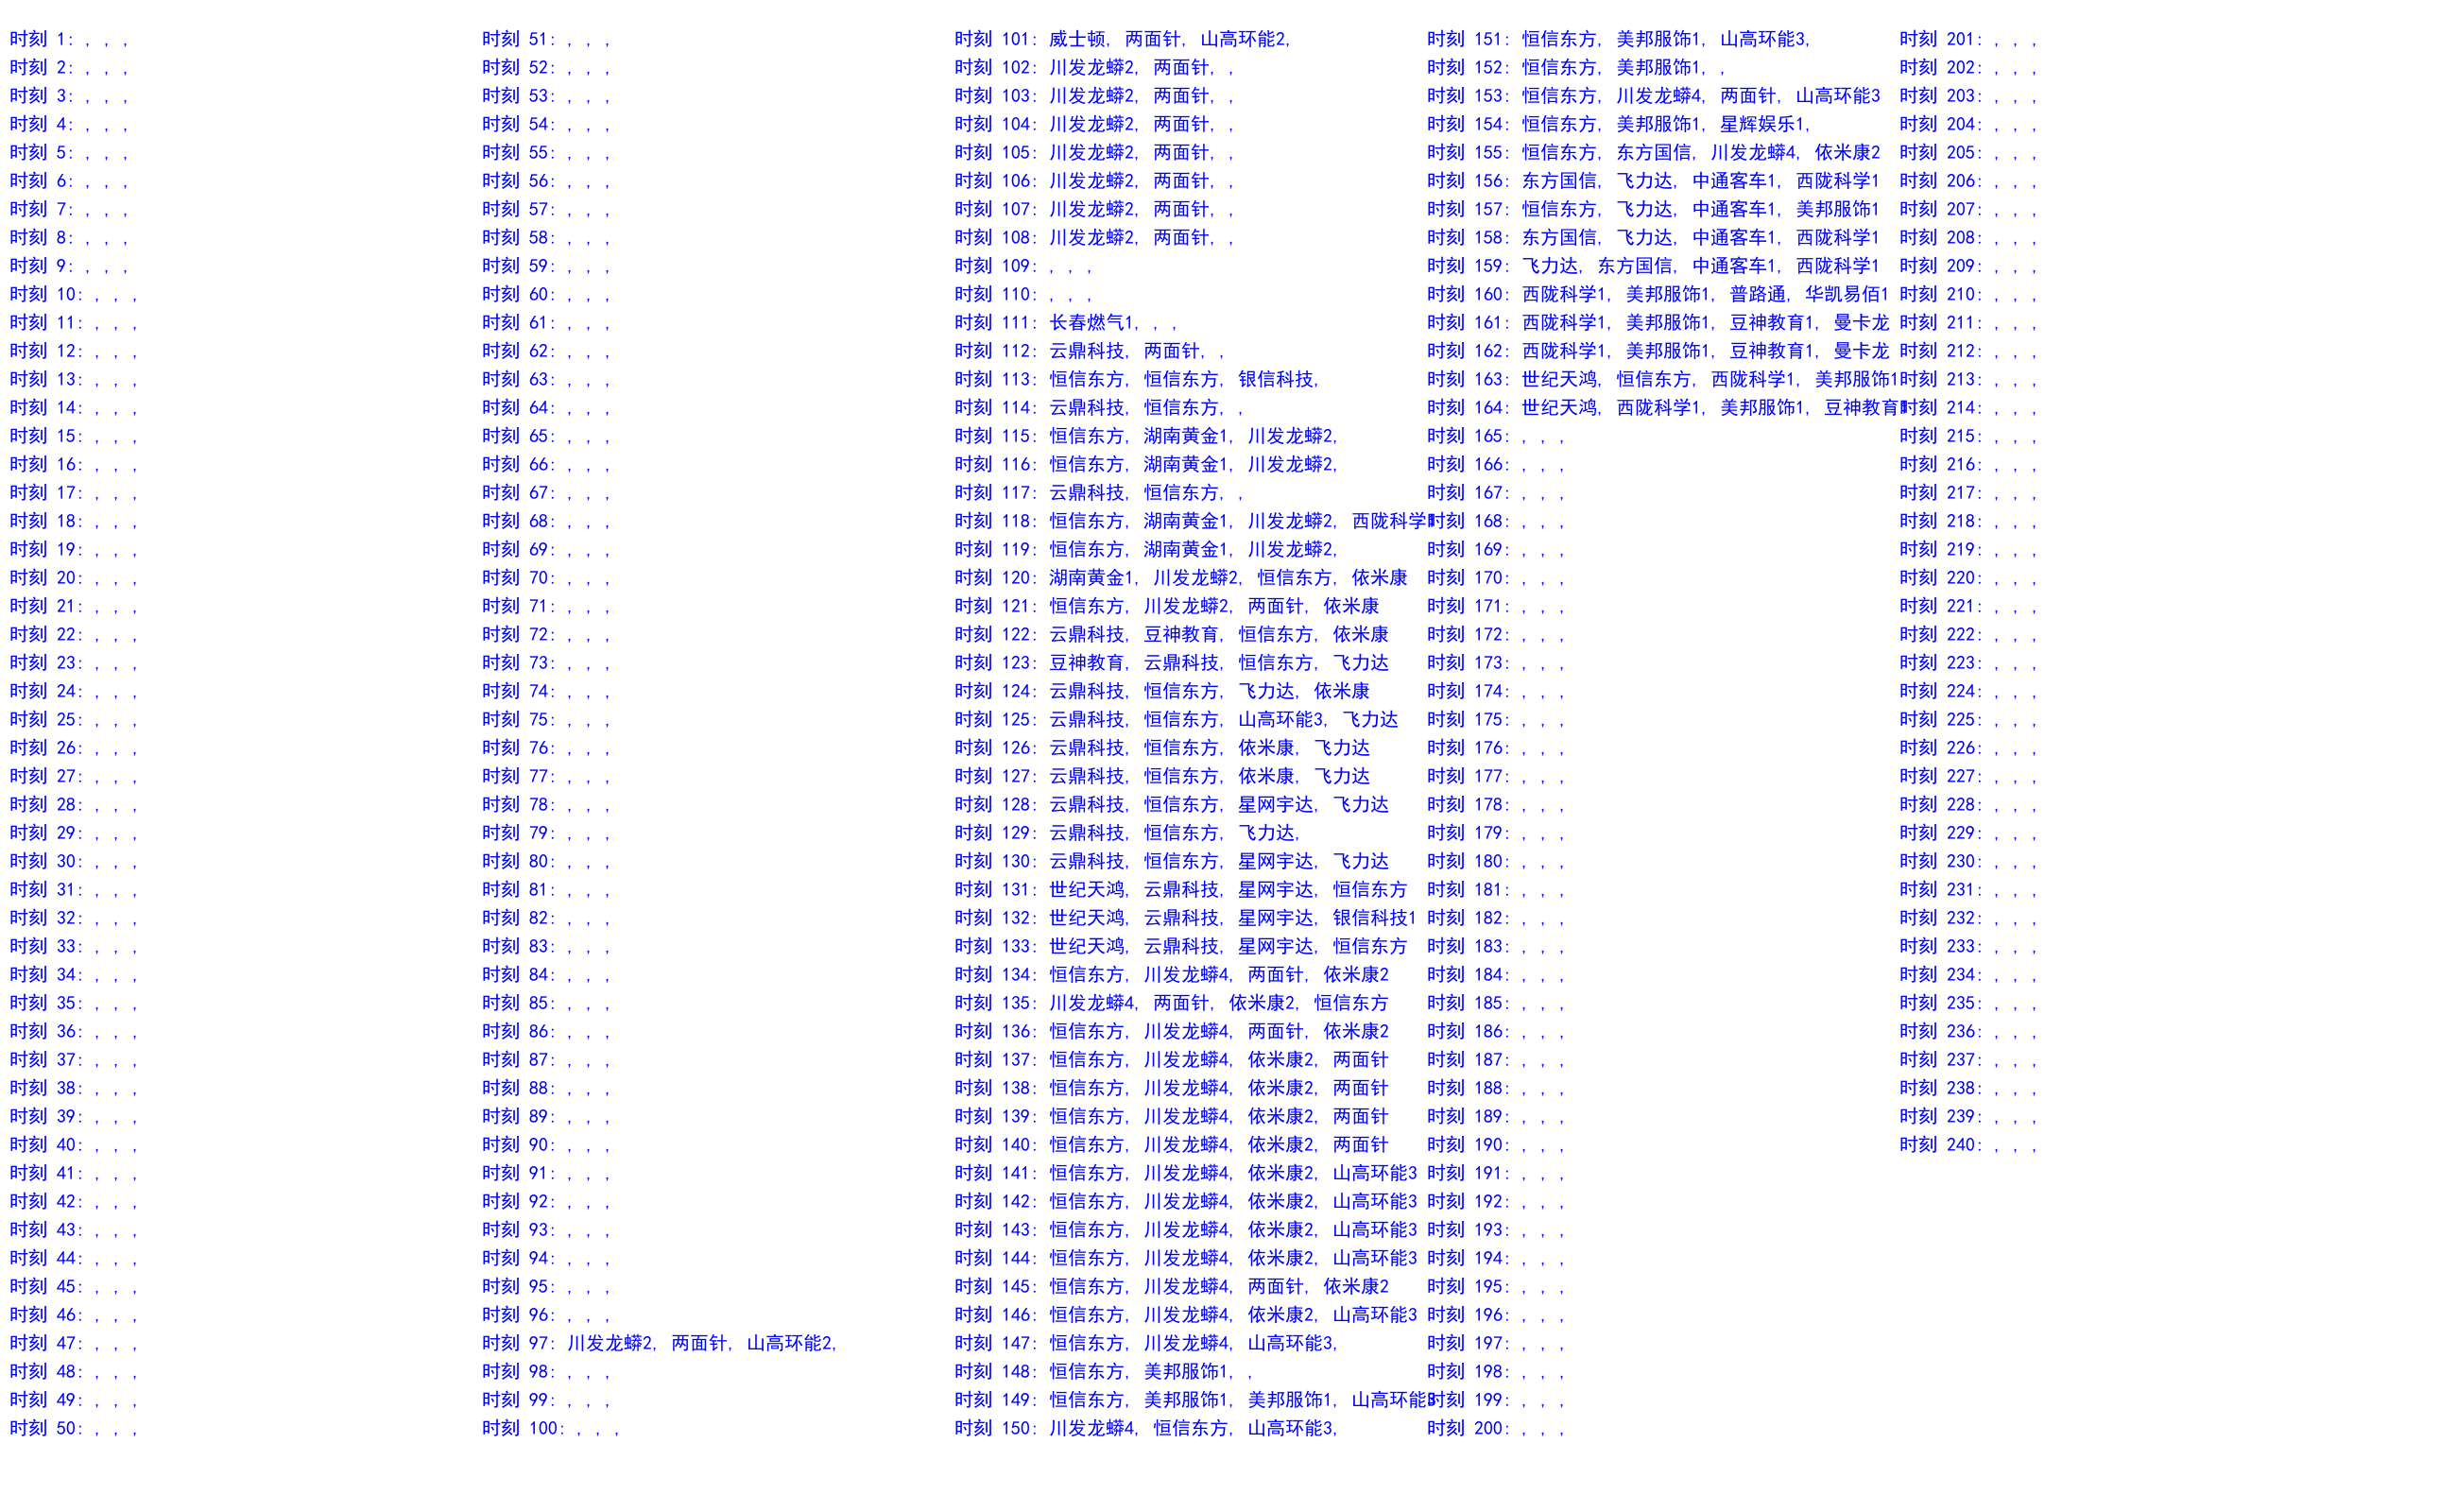 时刻 1: , , ,
时刻 2: , , ,
时刻 3: , , ,
时刻 4: , , ,
时刻 5: , , ,
时刻 6: , , ,
时刻 7: , , ,
时刻 8: , , ,
时刻 9: , , ,
时刻 10: , , ,
时刻 11: , , ,
时刻 12: , , ,
时刻 13: , , ,
时刻 14: , , ,
时刻 15: , , ,
时刻 16: , , ,
时刻 17: , , ,
时刻 18: , , ,
时刻 19: , , ,
时刻 20: , , ,
时刻 21: , , ,
时刻 22: , , ,
时刻 23: , , ,
时刻 24: , , ,
时刻 25: , , ,
时刻 26: , , ,
时刻 27: , , ,
时刻 28: , , ,
时刻 29: , , ,
时刻 30: , , ,
时刻 31: , , ,
时刻 32: , , ,
时刻 33: , , ,
时刻 34: , , ,
时刻 35: , , ,
时刻 36: , , ,
时刻 37: , , ,
时刻 38: , , ,
时刻 39: , , ,
时刻 40: , , ,
时刻 41: , , ,
时刻 42: , , ,
时刻 43: , , ,
时刻 44: , , ,
时刻 45: , , ,
时刻 46: , , ,
时刻 47: , , ,
时刻 48: , , ,
时刻 49: , , ,
时刻 50: , , ,
时刻 51: , , ,
时刻 52: , , ,
时刻 53: , , ,
时刻 54: , , ,
时刻 55: , , ,
时刻 56: , , ,
时刻 57: , , ,
时刻 58: , , ,
时刻 59: , , ,
时刻 60: , , ,
时刻 61: , , ,
时刻 62: , , ,
时刻 63: , , ,
时刻 64: , , ,
时刻 65: , , ,
时刻 66: , , ,
时刻 67: , , ,
时刻 68: , , ,
时刻 69: , , ,
时刻 70: , , ,
时刻 71: , , ,
时刻 72: , , ,
时刻 73: , , ,
时刻 74: , , ,
时刻 75: , , ,
时刻 76: , , ,
时刻 77: , , ,
时刻 78: , , ,
时刻 79: , , ,
时刻 80: , , ,
时刻 81: , , ,
时刻 82: , , ,
时刻 83: , , ,
时刻 84: , , ,
时刻 85: , , ,
时刻 86: , , ,
时刻 87: , , ,
时刻 88: , , ,
时刻 89: , , ,
时刻 90: , , ,
时刻 91: , , ,
时刻 92: , , ,
时刻 93: , , ,
时刻 94: , , ,
时刻 95: , , ,
时刻 96: , , ,
时刻 97: 川发龙蟒2, 两面针, 山高环能2,
时刻 98: , , ,
时刻 99: , , ,
时刻 100: , , ,
时刻 101: 威士顿, 两面针, 山高环能2,
时刻 102: 川发龙蟒2, 两面针, ,
时刻 103: 川发龙蟒2, 两面针, ,
时刻 104: 川发龙蟒2, 两面针, ,
时刻 105: 川发龙蟒2, 两面针, ,
时刻 106: 川发龙蟒2, 两面针, ,
时刻 107: 川发龙蟒2, 两面针, ,
时刻 108: 川发龙蟒2, 两面针, ,
时刻 109: , , ,
时刻 110: , , ,
时刻 111: 长春燃气1, , ,
时刻 112: 云鼎科技, 两面针, ,
时刻 113: 恒信东方, 恒信东方, 银信科技,
时刻 114: 云鼎科技, 恒信东方, ,
时刻 115: 恒信东方, 湖南黄金1, 川发龙蟒2,
时刻 116: 恒信东方, 湖南黄金1, 川发龙蟒2,
时刻 117: 云鼎科技, 恒信东方, ,
时刻 118: 恒信东方, 湖南黄金1, 川发龙蟒2, 西陇科学
时刻 119: 恒信东方, 湖南黄金1, 川发龙蟒2,
时刻 120: 湖南黄金1, 川发龙蟒2, 恒信东方, 依米康
时刻 121: 恒信东方, 川发龙蟒2, 两面针, 依米康
时刻 122: 云鼎科技, 豆神教育, 恒信东方, 依米康
时刻 123: 豆神教育, 云鼎科技, 恒信东方, 飞力达
时刻 124: 云鼎科技, 恒信东方, 飞力达, 依米康
时刻 125: 云鼎科技, 恒信东方, 山高环能3, 飞力达
时刻 126: 云鼎科技, 恒信东方, 依米康, 飞力达
时刻 127: 云鼎科技, 恒信东方, 依米康, 飞力达
时刻 128: 云鼎科技, 恒信东方, 星网宇达, 飞力达
时刻 129: 云鼎科技, 恒信东方, 飞力达,
时刻 130: 云鼎科技, 恒信东方, 星网宇达, 飞力达
时刻 131: 世纪天鸿, 云鼎科技, 星网宇达, 恒信东方
时刻 132: 世纪天鸿, 云鼎科技, 星网宇达, 银信科技1
时刻 133: 世纪天鸿, 云鼎科技, 星网宇达, 恒信东方
时刻 134: 恒信东方, 川发龙蟒4, 两面针, 依米康2
时刻 135: 川发龙蟒4, 两面针, 依米康2, 恒信东方
时刻 136: 恒信东方, 川发龙蟒4, 两面针, 依米康2
时刻 137: 恒信东方, 川发龙蟒4, 依米康2, 两面针
时刻 138: 恒信东方, 川发龙蟒4, 依米康2, 两面针
时刻 139: 恒信东方, 川发龙蟒4, 依米康2, 两面针
时刻 140: 恒信东方, 川发龙蟒4, 依米康2, 两面针
时刻 141: 恒信东方, 川发龙蟒4, 依米康2, 山高环能3
时刻 142: 恒信东方, 川发龙蟒4, 依米康2, 山高环能3
时刻 143: 恒信东方, 川发龙蟒4, 依米康2, 山高环能3
时刻 144: 恒信东方, 川发龙蟒4, 依米康2, 山高环能3
时刻 145: 恒信东方, 川发龙蟒4, 两面针, 依米康2
时刻 146: 恒信东方, 川发龙蟒4, 依米康2, 山高环能3
时刻 147: 恒信东方, 川发龙蟒4, 山高环能3,
时刻 148: 恒信东方, 美邦服饰1, ,
时刻 149: 恒信东方, 美邦服饰1, 美邦服饰1, 山高环能
时刻 150: 川发龙蟒4, 恒信东方, 山高环能3,
时刻 151: 恒信东方, 美邦服饰1, 山高环能3,
时刻 152: 恒信东方, 美邦服饰1, ,
时刻 153: 恒信东方, 川发龙蟒4, 两面针, 山高环能3
时刻 154: 恒信东方, 美邦服饰1, 星辉娱乐1,
时刻 155: 恒信东方, 东方国信, 川发龙蟒4, 依米康2
时刻 156: 东方国信, 飞力达, 中通客车1, 西陇科学1
时刻 157: 恒信东方, 飞力达, 中通客车1, 美邦服饰1
时刻 158: 东方国信, 飞力达, 中通客车1, 西陇科学1
时刻 159: 飞力达, 东方国信, 中通客车1, 西陇科学1
时刻 160: 西陇科学1, 美邦服饰1, 普路通, 华凯易佰1
时刻 161: 西陇科学1, 美邦服饰1, 豆神教育1, 曼卡龙
时刻 162: 西陇科学1, 美邦服饰1, 豆神教育1, 曼卡龙
时刻 163: 世纪天鸿, 恒信东方, 西陇科学1, 美邦服饰1
时刻 164: 世纪天鸿, 西陇科学1, 美邦服饰1, 豆神教育
时刻 165: , , ,
时刻 166: , , ,
时刻 167: , , ,
时刻 168: , , ,
时刻 169: , , ,
时刻 170: , , ,
时刻 171: , , ,
时刻 172: , , ,
时刻 173: , , ,
时刻 174: , , ,
时刻 175: , , ,
时刻 176: , , ,
时刻 177: , , ,
时刻 178: , , ,
时刻 179: , , ,
时刻 180: , , ,
时刻 181: , , ,
时刻 182: , , ,
时刻 183: , , ,
时刻 184: , , ,
时刻 185: , , ,
时刻 186: , , ,
时刻 187: , , ,
时刻 188: , , ,
时刻 189: , , ,
时刻 190: , , ,
时刻 191: , , ,
时刻 192: , , ,
时刻 193: , , ,
时刻 194: , , ,
时刻 195: , , ,
时刻 196: , , ,
时刻 197: , , ,
时刻 198: , , ,
时刻 199: , , ,
时刻 200: , , ,
时刻 201: , , ,
时刻 202: , , ,
时刻 203: , , ,
时刻 204: , , ,
时刻 205: , , ,
时刻 206: , , ,
时刻 207: , , ,
时刻 208: , , ,
时刻 209: , , ,
时刻 210: , , ,
时刻 211: , , ,
时刻 212: , , ,
时刻 213: , , ,
时刻 214: , , ,
时刻 215: , , ,
时刻 216: , , ,
时刻 217: , , ,
时刻 218: , , ,
时刻 219: , , ,
时刻 220: , , ,
时刻 221: , , ,
时刻 222: , , ,
时刻 223: , , ,
时刻 224: , , ,
时刻 225: , , ,
时刻 226: , , ,
时刻 227: , , ,
时刻 228: , , ,
时刻 229: , , ,
时刻 230: , , ,
时刻 231: , , ,
时刻 232: , , ,
时刻 233: , , ,
时刻 234: , , ,
时刻 235: , , ,
时刻 236: , , ,
时刻 237: , , ,
时刻 238: , , ,
时刻 239: , , ,
时刻 240: , , ,